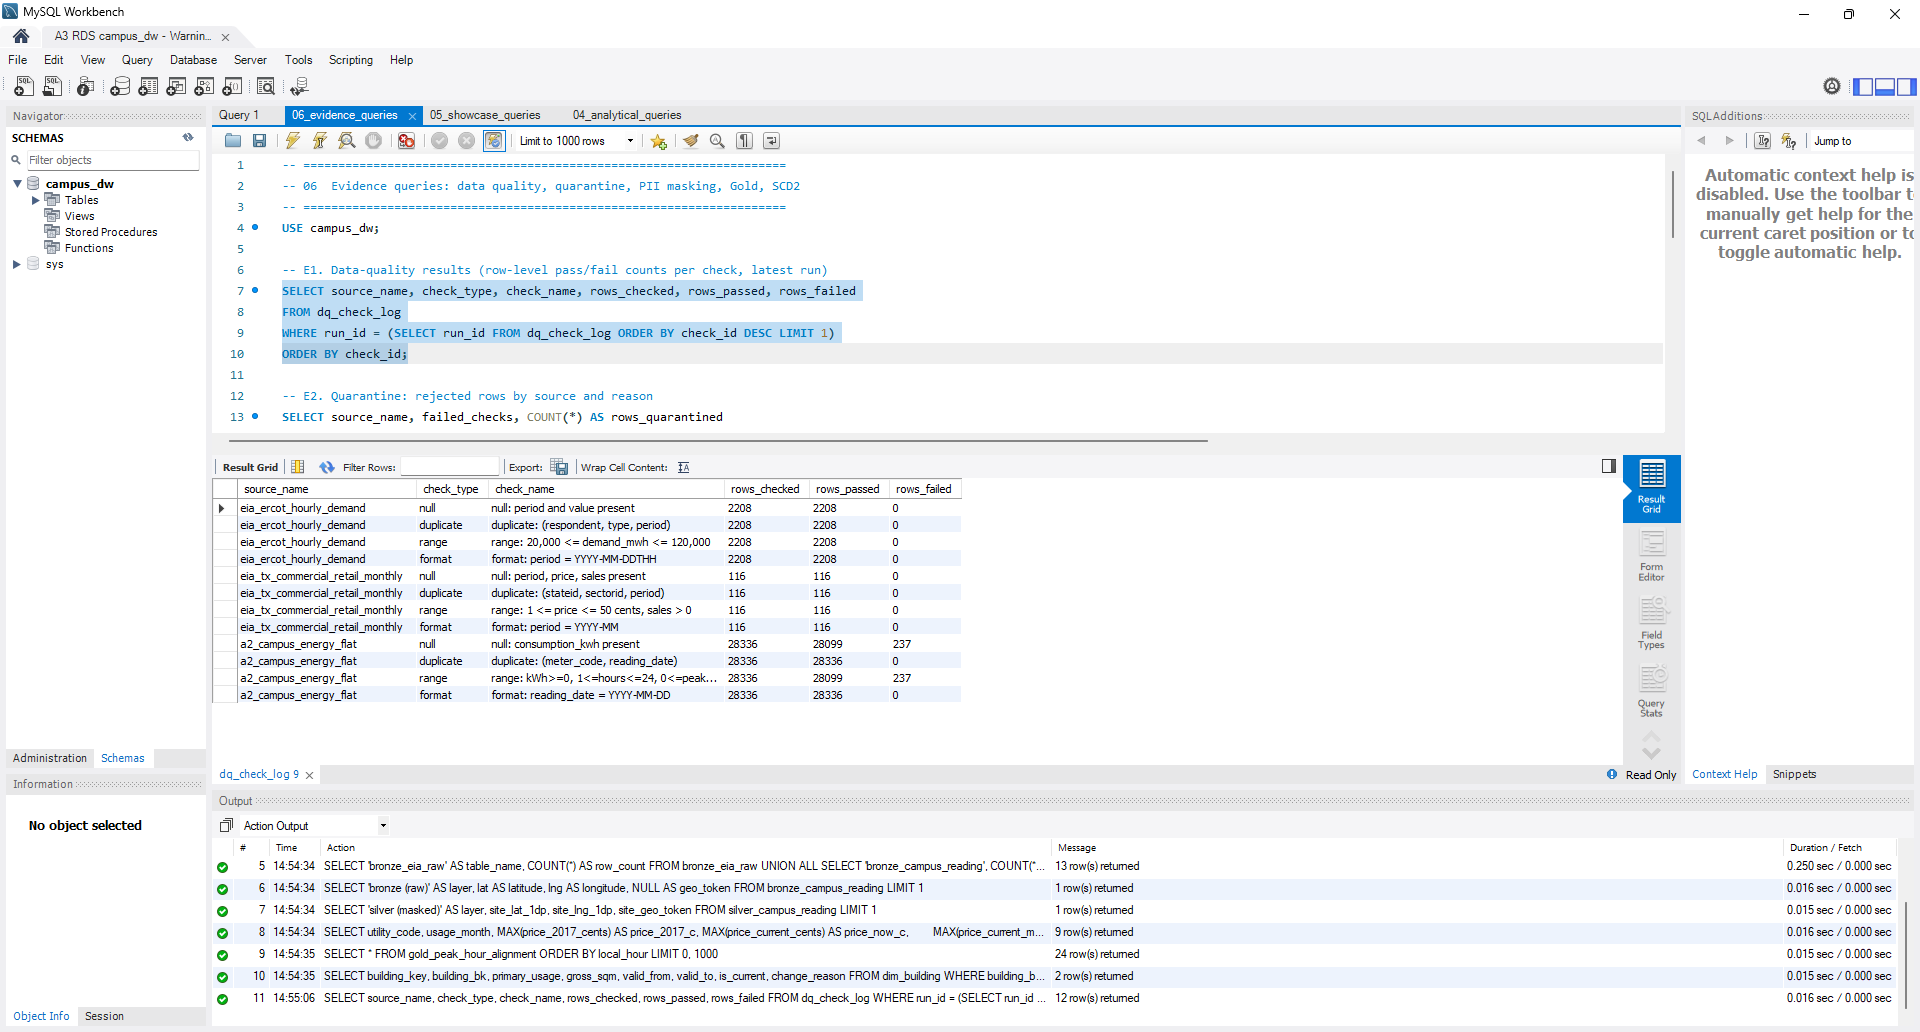 MySQL Workbench
A3 RDS campus_dw - Warnin...
File Edit View Query Database Server Tools Scripting Help
Navigator
SCHEMAS
Filter objects
campus_dw
Tables
Views
Stored Procedures
Functions
sys
Administration Schemas
Information
No object selected
Object Info Session
Query 1 06_evidence_queries 05_showcase_queries 04_analytical_queries
Limit to 1000 rows
1 -- =====================================================================
2 -- 06  Evidence queries: data quality, quarantine, PII masking, Gold, SCD2
3 -- =====================================================================
4 USE campus_dw;
5
6 -- E1. Data-quality results (row-level pass/fail counts per check, latest run)
7 SELECT source_name, check_type, check_name, rows_checked, rows_passed, rows_failed
8 FROM dq_check_log
9 WHERE run_id = (SELECT run_id FROM dq_check_log ORDER BY check_id DESC LIMIT 1)
10 ORDER BY check_id;
11
12 -- E2. Quarantine: rejected rows by source and reason
13 SELECT source_name, failed_checks, COUNT(*) AS rows_quarantined
Result Grid Filter Rows: Export: Wrap Cell Content:
source_name check_type check_name rows_checked rows_passed rows_failed
eia_ercot_hourly_demand null null: period and value present 2208 2208 0
eia_ercot_hourly_demand duplicate duplicate: (respondent, type, period) 2208 2208 0
eia_ercot_hourly_demand range range: 20,000 <= demand_mwh <= 120,000 2208 2208 0
eia_ercot_hourly_demand format format: period = YYYY-MM-DDTHH 2208 2208 0
eia_tx_commercial_retail_monthly null null: period, price, sales present 116 116 0
eia_tx_commercial_retail_monthly duplicate duplicate: (stateid, sectorid, period) 116 116 0
eia_tx_commercial_retail_monthly range range: 1 <= price <= 50 cents, sales > 0 116 116 0
eia_tx_commercial_retail_monthly format format: period = YYYY-MM 116 116 0
a2_campus_energy_flat null null: consumption_kwh present 28336 28099 237
a2_campus_energy_flat duplicate duplicate: (meter_code, reading_date) 28336 28336 0
a2_campus_energy_flat range range: kWh>=0, 1<=hours<=24, 0<=peak... 28336 28099 237
a2_campus_energy_flat format format: reading_date = YYYY-MM-DD 28336 28336 0
Result Grid
Form Editor
Field Types
Query Stats
dq_check_log 9 Read Only
SQLAdditions
Jump to
Automatic context help is
disabled. Use the toolbar t
manually get help for the
current caret position or to
toggle automatic help.
Context Help Snippets
Output
Action Output
# Time Action Message Duration / Fetch
5 14:54:34 SELECT 'bronze_eia_raw' AS table_name, COUNT(*) AS row_count FROM bronze_eia_raw UNION ALL SELECT 'bronze_campus_reading', COUNT(*... 13 row(s) returned 0.250 sec / 0.000 sec
6 14:54:34 SELECT 'bronze (raw)' AS layer, lat AS latitude, lng AS longitude, NULL AS geo_token FROM bronze_campus_reading LIMIT 1 1 row(s) returned 0.016 sec / 0.000 sec
7 14:54:34 SELECT 'silver (masked)' AS layer, site_lat_1dp, site_lng_1dp, site_geo_token FROM silver_campus_reading LIMIT 1 1 row(s) returned 0.015 sec / 0.000 sec
8 14:54:34 SELECT utility_code, usage_month, MAX(price_2017_cents) AS price_2017_c, MAX(price_current_cents) AS price_now_c, MAX(price_current_m... 9 row(s) returned 0.016 sec / 0.000 sec
9 14:54:35 SELECT * FROM gold_peak_hour_alignment ORDER BY local_hour LIMIT 0, 1000 24 row(s) returned 0.015 sec / 0.000 sec
10 14:54:35 SELECT building_key, building_bk, primary_usage, gross_sqm, valid_from, valid_to, is_current, change_reason FROM dim_building WHERE building_b... 2 row(s) returned 0.015 sec / 0.000 sec
11 14:55:06 SELECT source_name, check_type, check_name, rows_checked, rows_passed, rows_failed FROM dq_check_log WHERE run_id = (SELECT run_id ... 12 row(s) returned 0.016 sec / 0.000 sec